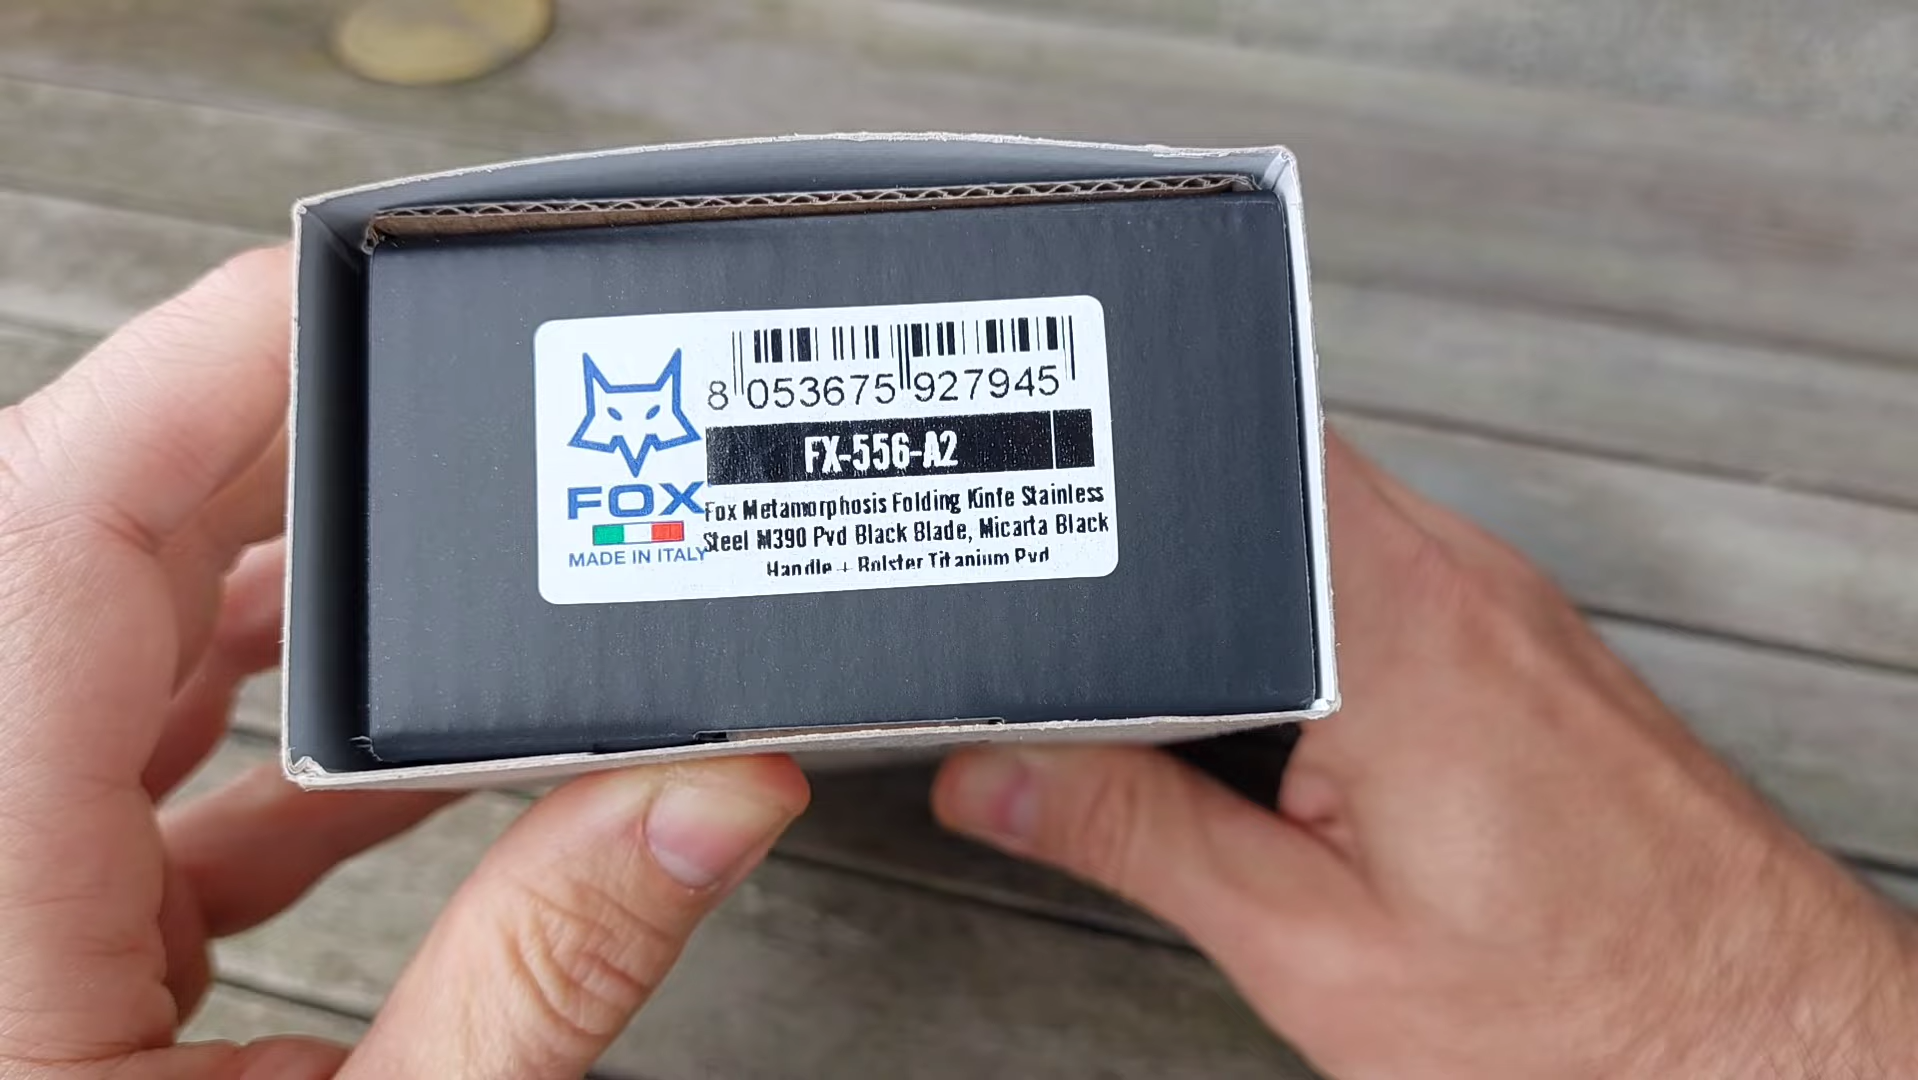 8 053675 927945
FX-556-A2
FOX
MADE IN ITALY
Fox Metamorphosis Folding Kinfe Stainless
Steel M390 Pvd Black Blade, Micarta Black
Handle + Bolster Titanium Pvd